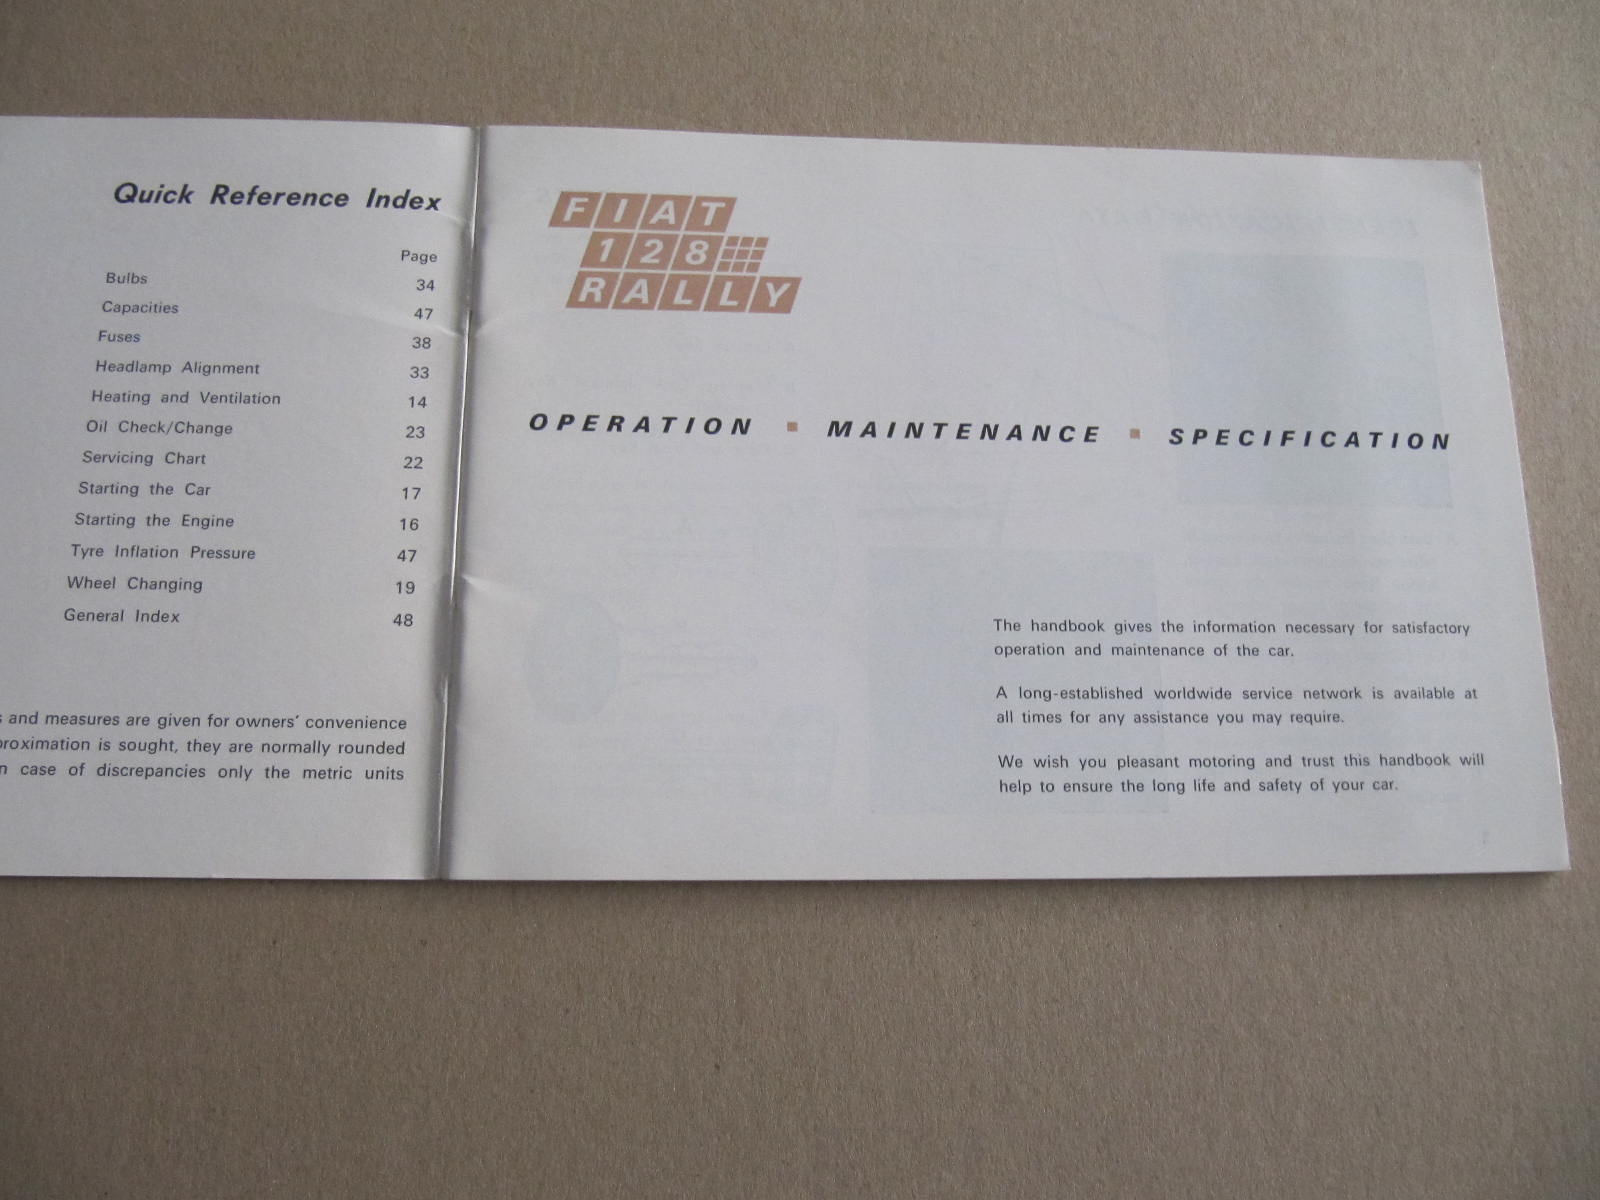 Quick Reference Index
Page
Bulbs 34
Capacities 47
Fuses 38
Headlamp Alignment 33
Heating and Ventilation 14
Oil Check/Change 23
Servicing Chart 22
Starting the Car 17
Starting the Engine 16
Tyre Inflation Pressure 47
Wheel Changing 19
General Index 48
and measures are given for owners' convenience
is sought, they are normally rounded
case of discrepancies only the metric units
FIAT
128
RALLY
OPERATION ▪ MAINTENANCE ▪ SPECIFICATION
The handbook gives the information necessary for satisfactory
operation and maintenance of the car.
A long-established worldwide service network is available at
all times for any assistance you may require.
We wish you pleasant motoring and trust this handbook will
help to ensure the long life and safety of your car.